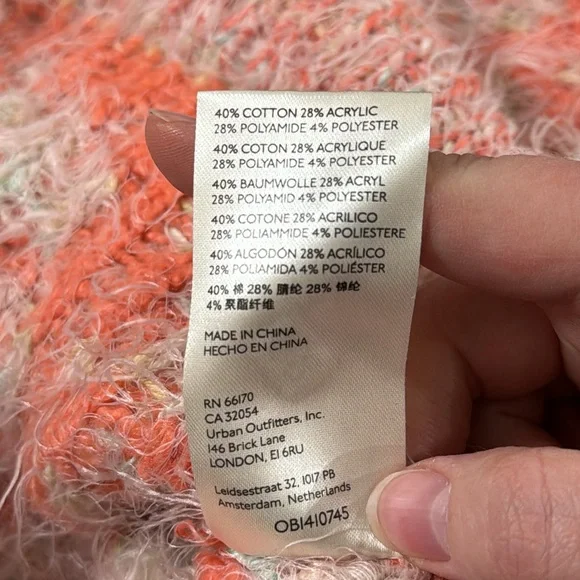 40% COTTON 28% ACRYLIC
28% POLYAMIDE 4% POLYESTER
40% COTON 28% ACRYLIQUE
28% POLYAMIDE 4% POLYESTER
40% BAUMWOLLE 28% ACRYL
28% POLYAMID 4% POLYESTER
40% COTONE 28% ACRILICO
28% POLIAMMIDE 4% POLIESTERE
40% ALGODÓN 28% ACRÍLICO
28% POLIAMIDA 4% POLIÉSTER
40% 棉 28% 腈纶 28% 锦纶
4% 聚酯纤维
MADE IN CHINA
HECHO EN CHINA
RN 66170
CA 32054
Urban Outfitters, Inc.
146 Brick Lane
LONDON, E1 6RU
Leidsestraat 32, 1017 PB
Amsterdam, Netherlands
OB1410745